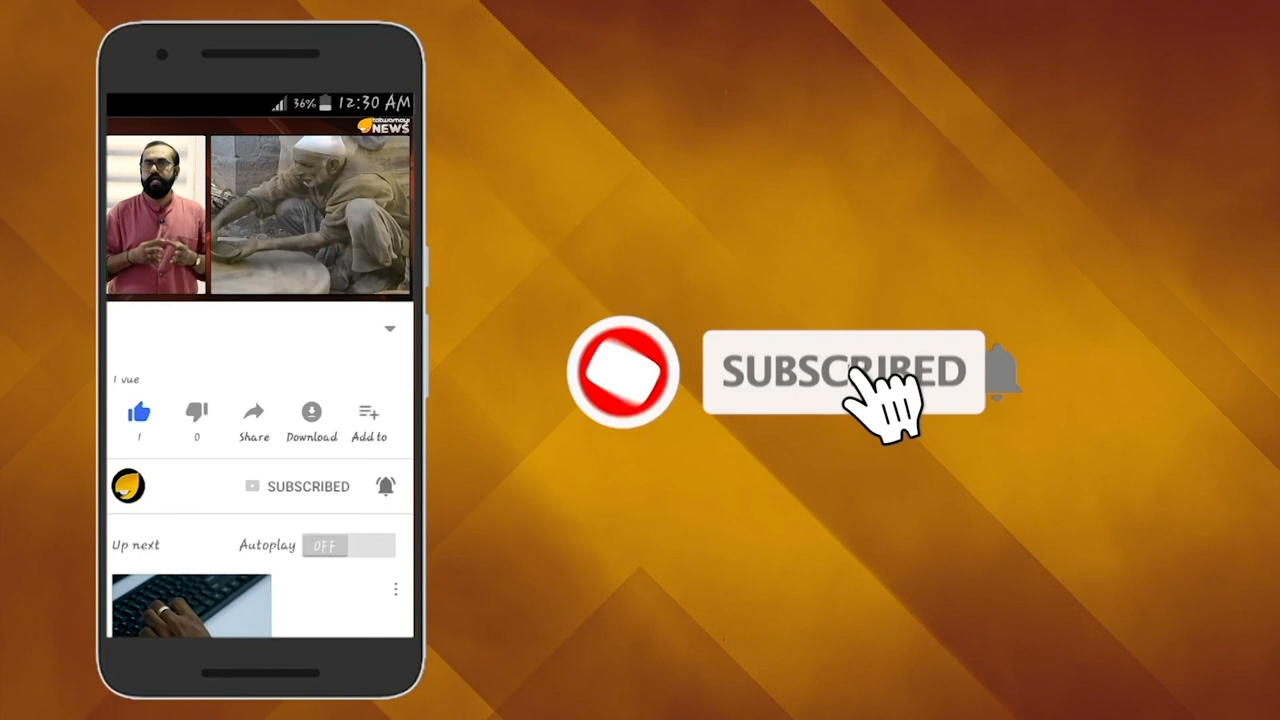 36% 12:30 AM
tatwamayi
NEWS
1 vue
1 0 Share Download Add to
SUBSCRIBED
Up next Autoplay OFF
SUBSCRIBED